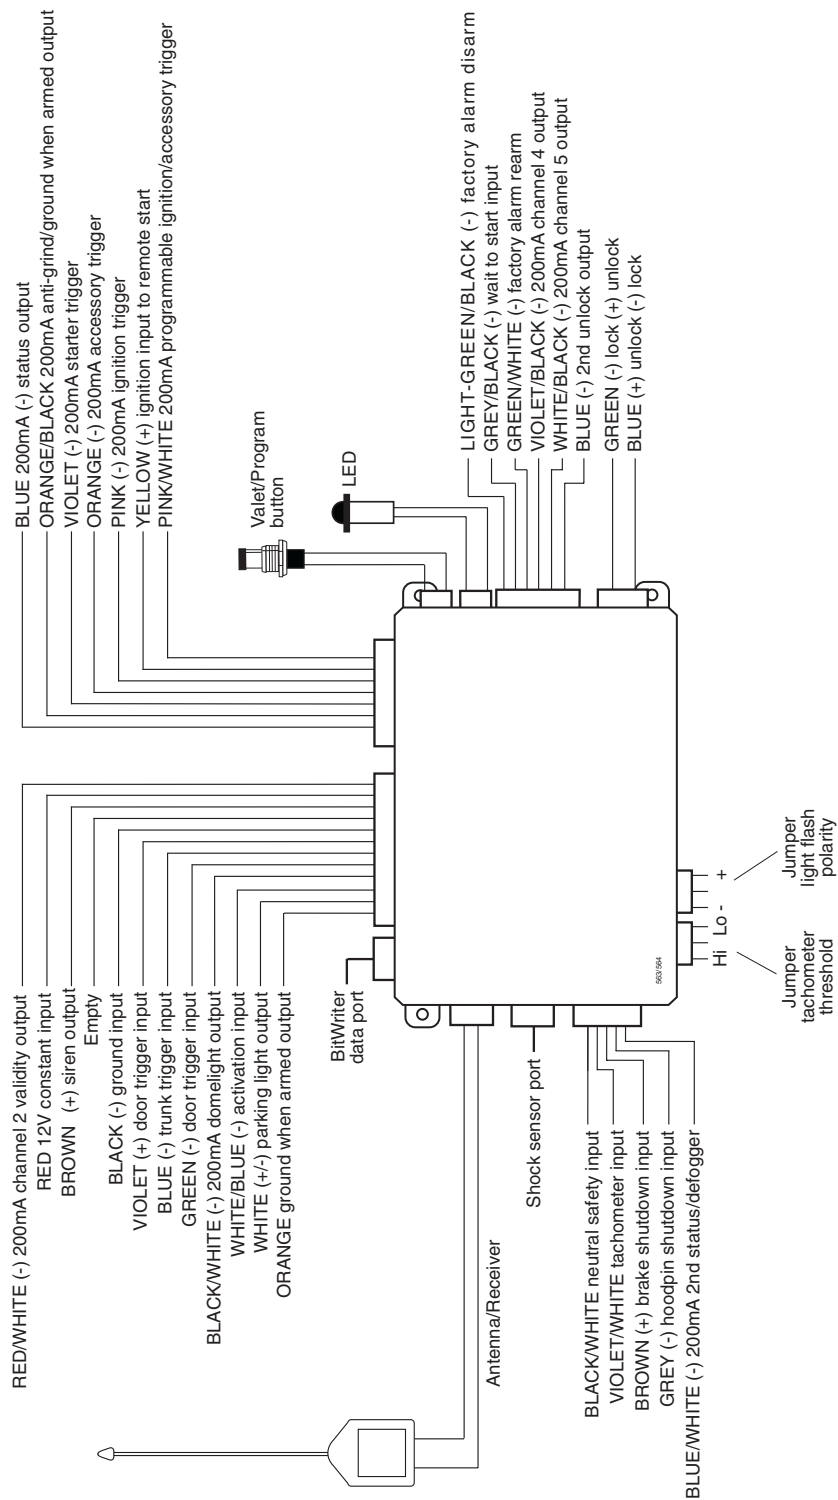 RED/WHITE (-) 200mA channel 2 validity output
RED 12V constant input
BROWN (+) siren output
Empty
BLACK (-) ground input
VIOLET (+) door trigger input
BLUE (-) trunk trigger input
GREEN (-) door trigger input
BLACK/WHITE (-) 200mA domelight output
WHITE/BLUE (-) activation input
WHITE (+/-) parking light output
ORANGE ground when armed output
BLUE 200mA (-) status output
ORANGE/BLACK 200mA anti-grind/ground when armed output
VIOLET (-) 200mA starter trigger
ORANGE (-) 200mA accessory trigger
PINK (-) 200mA ignition trigger
YELLOW (+) ignition input to remote start
PINK/WHITE 200mA programmable ignition/accessory trigger
Valet/Program
button
LED
BitWriter
data port
Antenna/Receiver
Shock sensor port
LIGHT-GREEN/BLACK (-) factory alarm disarm
GREY/BLACK (-) wait to start input
GREEN/WHITE (-) factory alarm rearm
VIOLET/BLACK (-) 200mA channel 4 output
WHITE/BLACK (-) 200mA channel 5 output
BLUE (-) 2nd unlock output
GREEN (-) lock (+) unlock
BLUE (+) unlock (-) lock
BLACK/WHITE neutral safety input
VIOLET/WHITE tachometer input
BROWN (+) brake shutdown input
GREY (-) hoodpin shutdown input
BLUE/WHITE (-) 200mA 2nd status/defogger
563/564
Hi Lo - +
Jumper
tachometer
threshold
Jumper
light flash
polarity